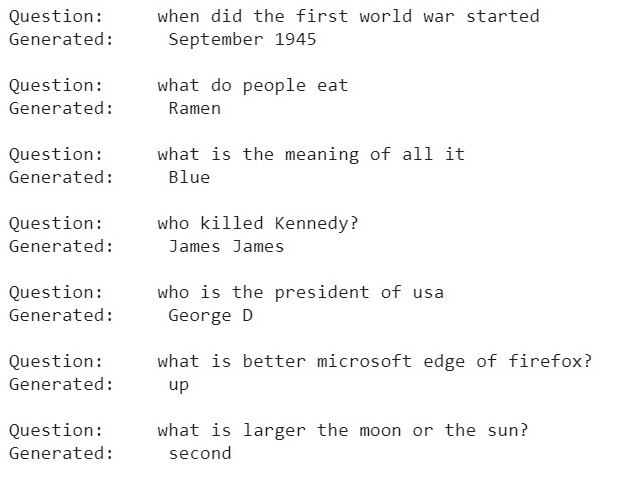 Question: when did the first world war started
Generated: September 1945
Question: what do people eat
Generated: Ramen
Question: what is the meaning of all it
Generated: Blue
Question: who killed Kennedy?
Generated: James James
Question: who is the president of usa
Generated: George D
Question: what is better microsoft edge of firefox?
Generated: up
Question: what is larger the moon or the sun?
Generated: second